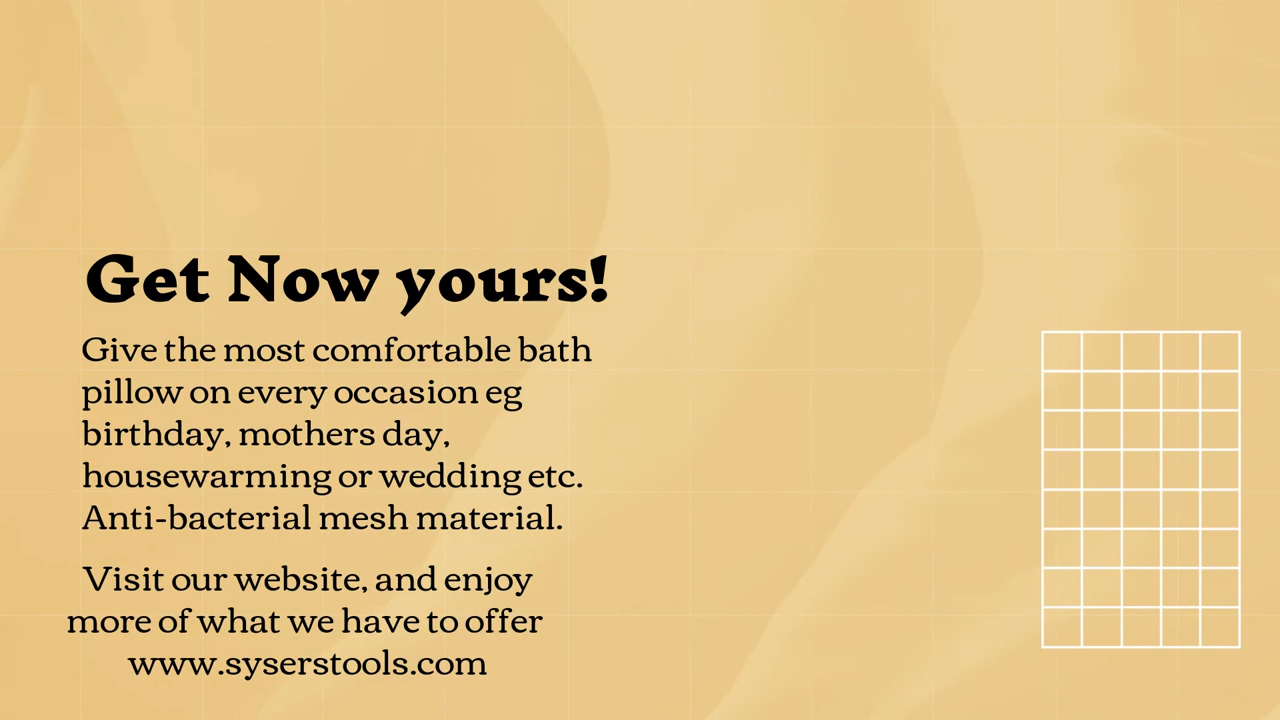 Get Now yours!
Give the most comfortable bath
pillow on every occasion eg
birthday, mothers day,
housewarming or wedding etc.
Anti-bacterial mesh material.
Visit our website, and enjoy
more of what we have to offer
www.syserstools.com